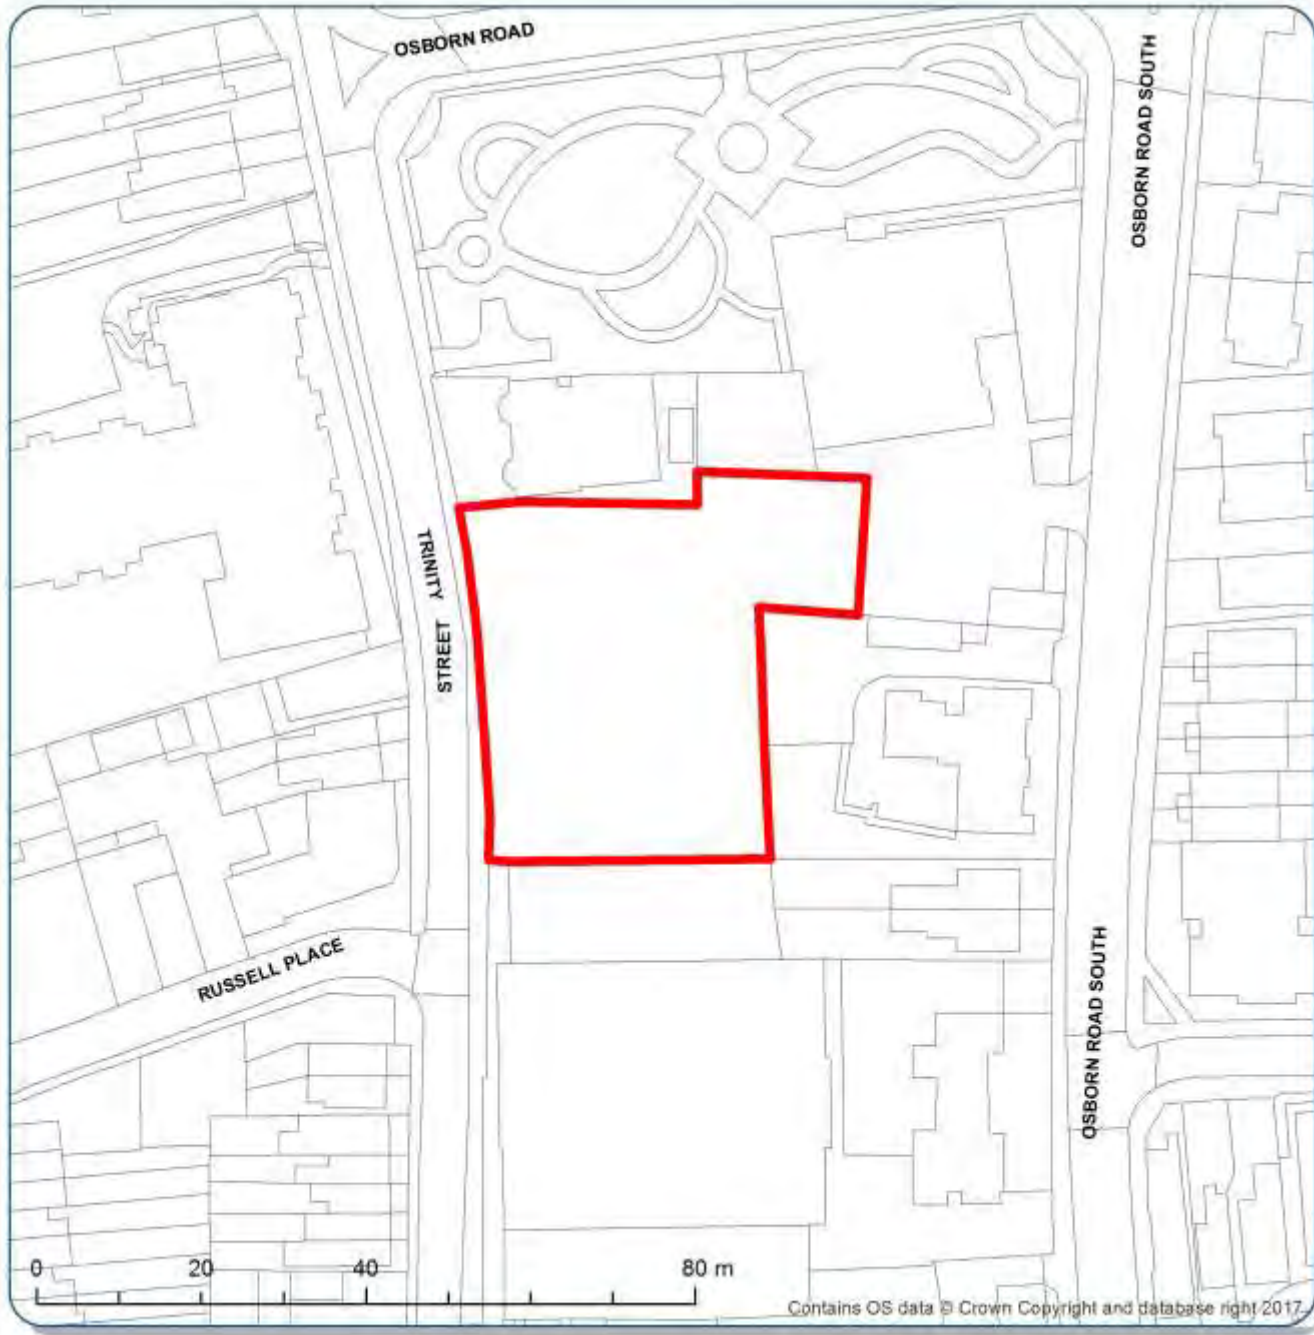 OSBORN ROAD
OSBORN ROAD SOUTH
TRINITY
STREET
RUSSELL PLACE
OSBORN ROAD SOUTH
0 20 40 80 m
Contains OS data © Crown Copyright and database right 2017